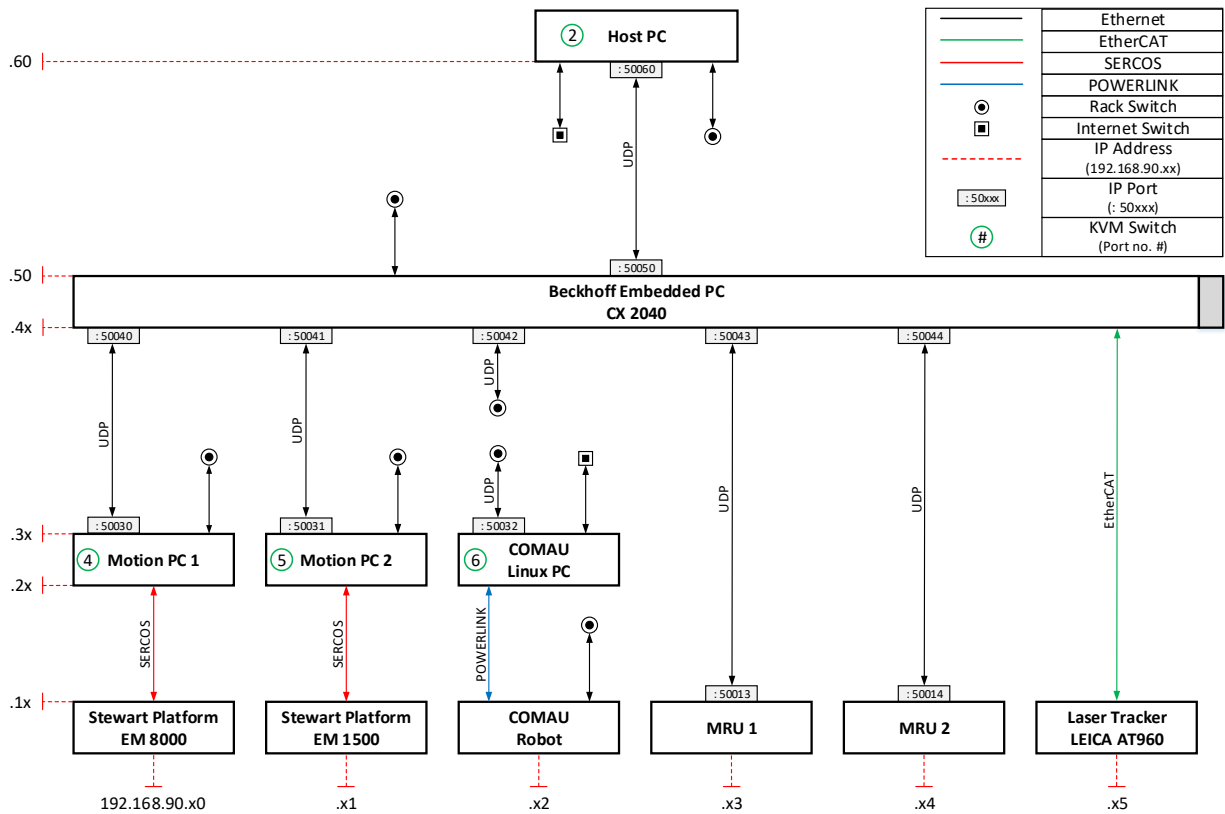 2 Host PC
.60
: 50060
UDP
Ethernet
EtherCAT
SERCOS
POWERLINK
Rack Switch
Internet Switch
IP Address
(192.168.90.xx)
: 50xxx
IP Port
(: 50xxx)
#
KVM Switch
(Port no. #)
: 50050
.50
Beckhoff Embedded PC
CX 2040
.4x
: 50040
: 50041
: 50042
: 50043
: 50044
UDP
UDP
UDP
UDP
UDP
UDP
EtherCAT
: 50030
: 50031
: 50032
.3x
4 Motion PC 1
5 Motion PC 2
6 COMAU
Linux PC
.2x
SERCOS
SERCOS
POWERLINK
: 50013
: 50014
.1x
Stewart Platform
EM 8000
Stewart Platform
EM 1500
COMAU
Robot
MRU 1
MRU 2
Laser Tracker
LEICA AT960
192.168.90.x0
.x1
.x2
.x3
.x4
.x5